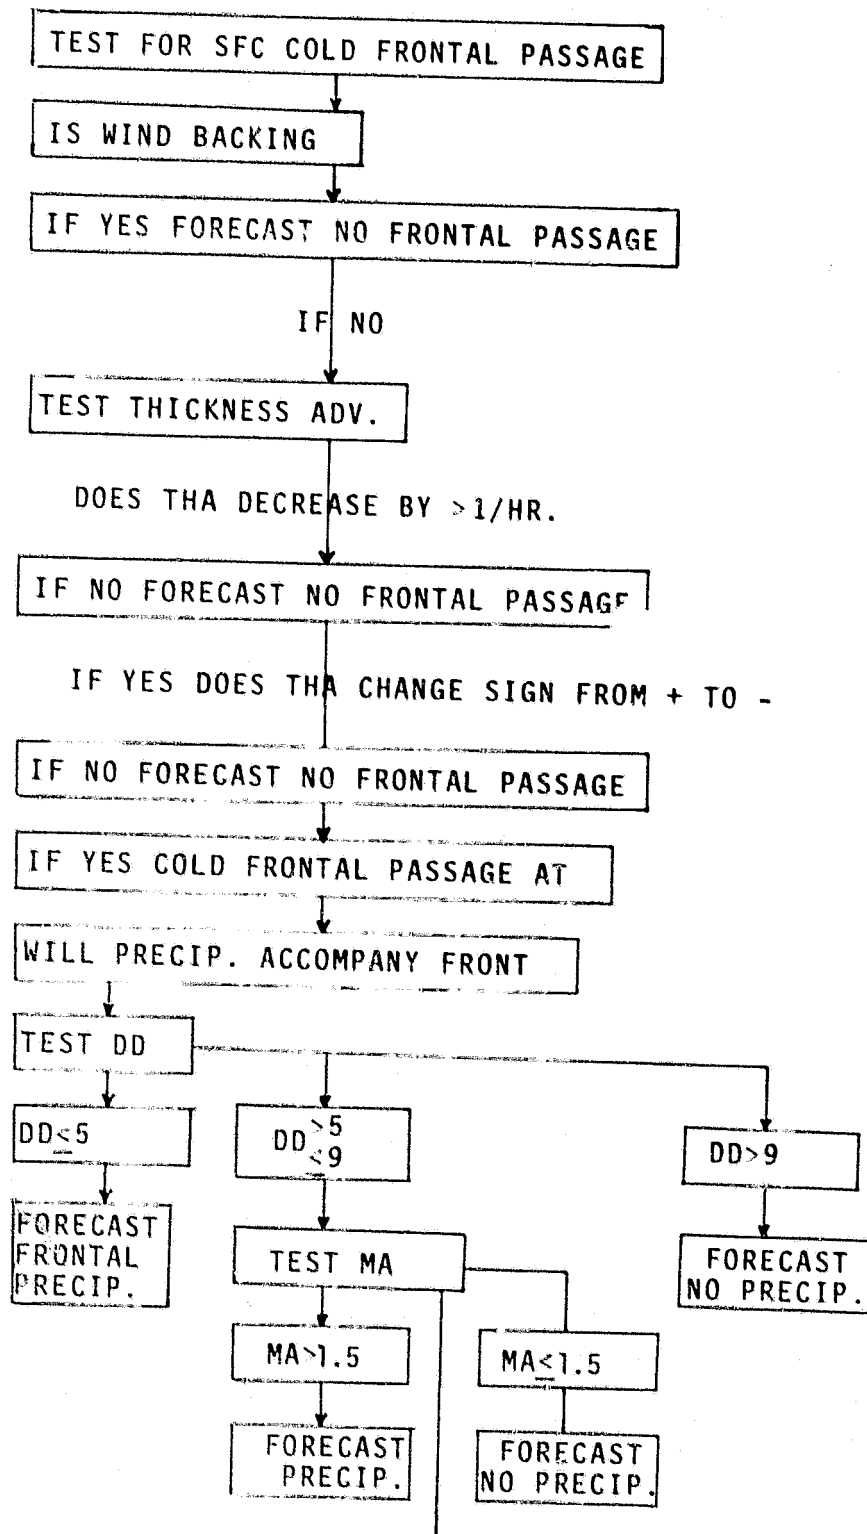 TEST FOR SFC COLD FRONTAL PASSAGE
IS WIND BACKING
IF YES FORECAST NO FRONTAL PASSAGE
IF NO
TEST THICKNESS ADV.
DOES THA DECREASE BY >1/HR.
IF NO FORECAST NO FRONTAL PASSAGE
IF YES DOES THA CHANGE SIGN FROM + TO -
IF NO FORECAST NO FRONTAL PASSAGE
IF YES COLD FRONTAL PASSAGE AT
WILL PRECIP. ACCOMPANY FRONT
TEST DD
DD≤5
FORECAST
FRONTAL
PRECIP.
DD >5
≤9
TEST MA
MA>1.5
FORECAST
PRECIP.
MA≤1.5
FORECAST
NO PRECIP.
DD>9
FORECAST
NO PRECIP.